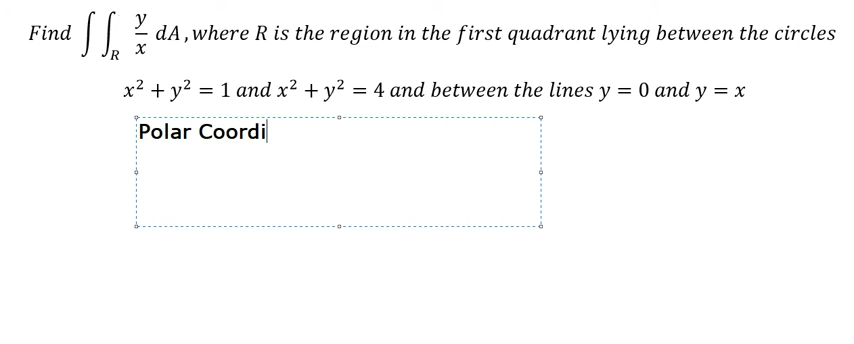 Find ∬_R y/x dA, where R is the region in the first quadrant lying between the circles
x² + y² = 1 and x² + y² = 4 and between the lines y = 0 and y = x
Polar Coordi